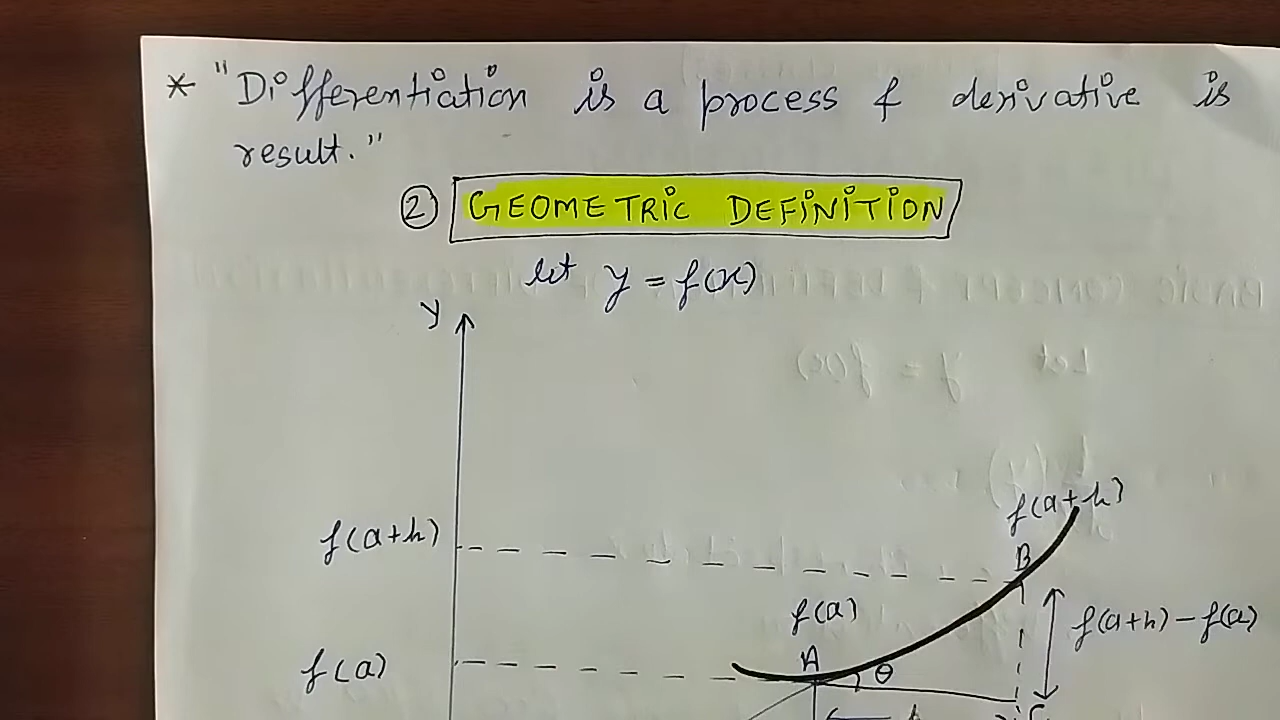 * "Differentiation is a process & derivative is
result."
② GEOMETRIC DEFINITION
let y = f(x)
y
f(a+h)
f(a+h)
B
f(a)
f(a+h) - f(a)
A
θ
f(a)
C